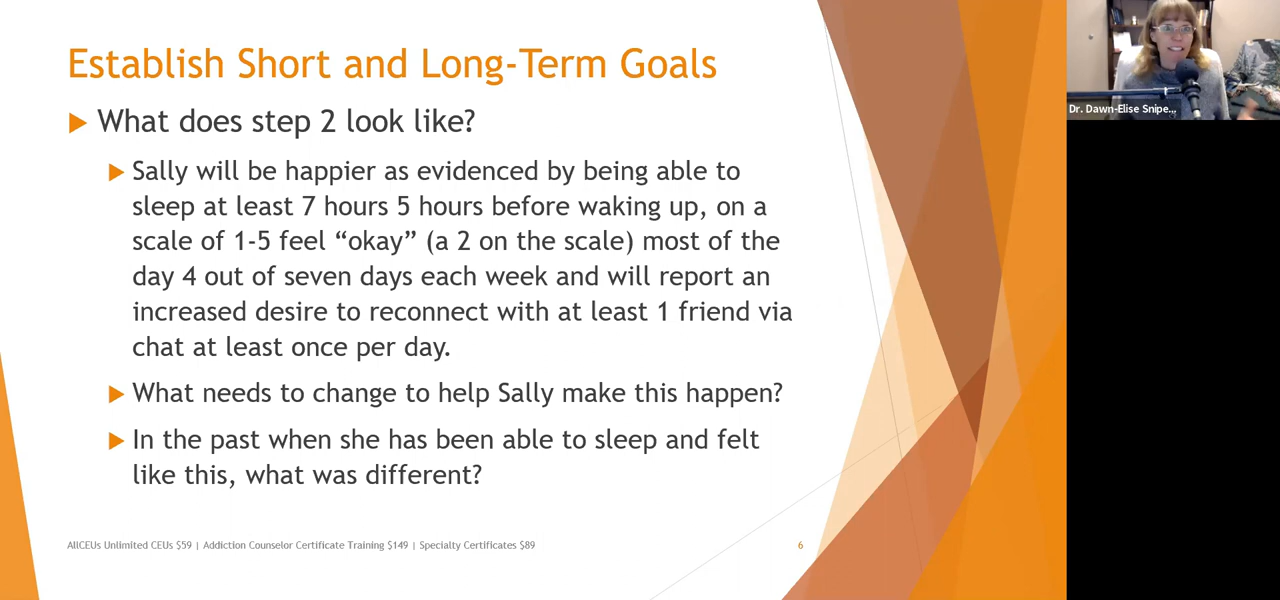 Establish Short and Long-Term Goals
What does step 2 look like?
Sally will be happier as evidenced by being able to
sleep at least 7 hours 5 hours before waking up, on a
scale of 1-5 feel “okay” (a 2 on the scale) most of the
day 4 out of seven days each week and will report an
increased desire to reconnect with at least 1 friend via
chat at least once per day.
What needs to change to help Sally make this happen?
In the past when she has been able to sleep and felt
like this, what was different?
AllCEUs Unlimited CEUs $59 | Addiction Counselor Certificate Training $149 | Specialty Certificates $89
6
Dr. Dawn-Elise Snipe...